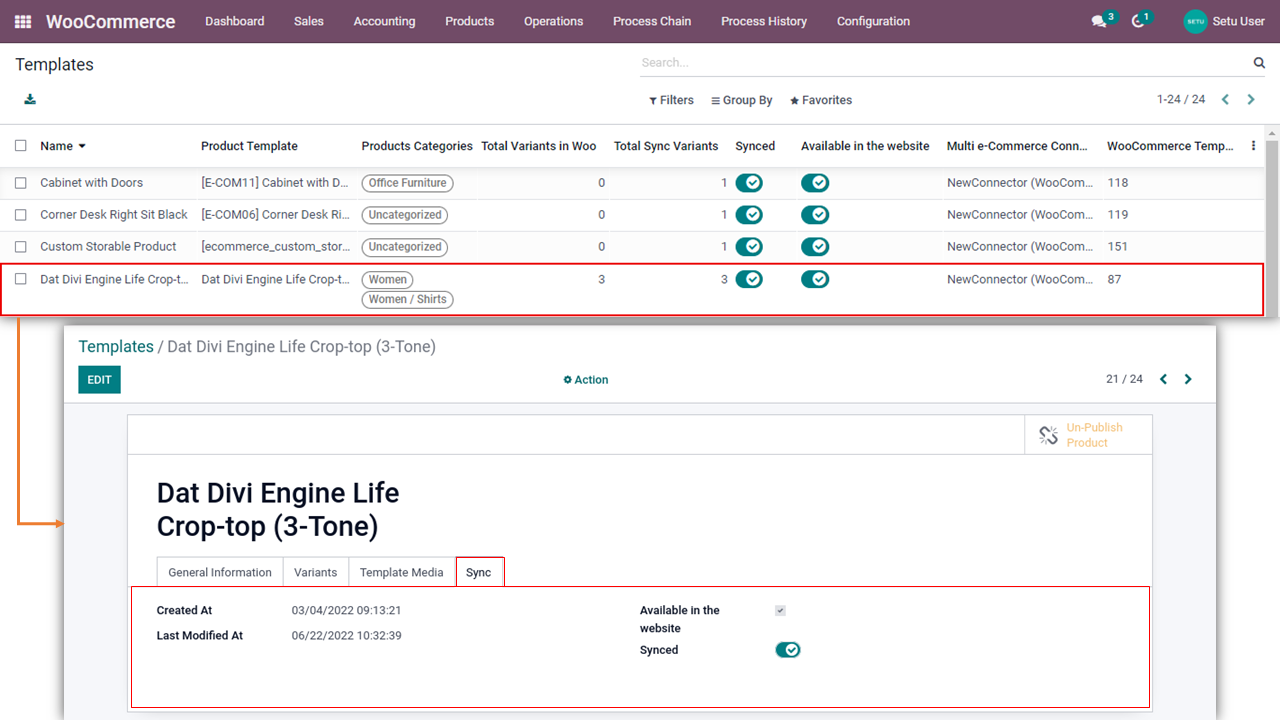 WooCommerce Dashboard Sales Accounting Products Operations Process Chain Process History Configuration 3 1 SETU Setu User
Templates Search...
Filters Group By Favorites 1-24 / 24
Name Product Template Products Categories Total Variants in Woo Total Sync Variants Synced Available in the website Multi e-Commerce Conn... WooCommerce Temp...
Cabinet with Doors [E-COM11] Cabinet with D... Office Furniture 0 1 NewConnector (WooCom... 118
Corner Desk Right Sit Black [E-COM06] Corner Desk Ri... Uncategorized 0 1 NewConnector (WooCom... 119
Custom Storable Product [ecommerce_custom_stor... Uncategorized 0 1 NewConnector (WooCom... 151
Dat Divi Engine Life Crop-t... Dat Divi Engine Life Crop-t... Women 3 3 NewConnector (WooCom... 87
Women / Shirts
Templates / Dat Divi Engine Life Crop-top (3-Tone)
EDIT Action 21 / 24
Un-Publish
Product
Dat Divi Engine Life
Crop-top (3-Tone)
General Information Variants Template Media Sync
Created At 03/04/2022 09:13:21 Available in the
website
Last Modified At 06/22/2022 10:32:39
Synced